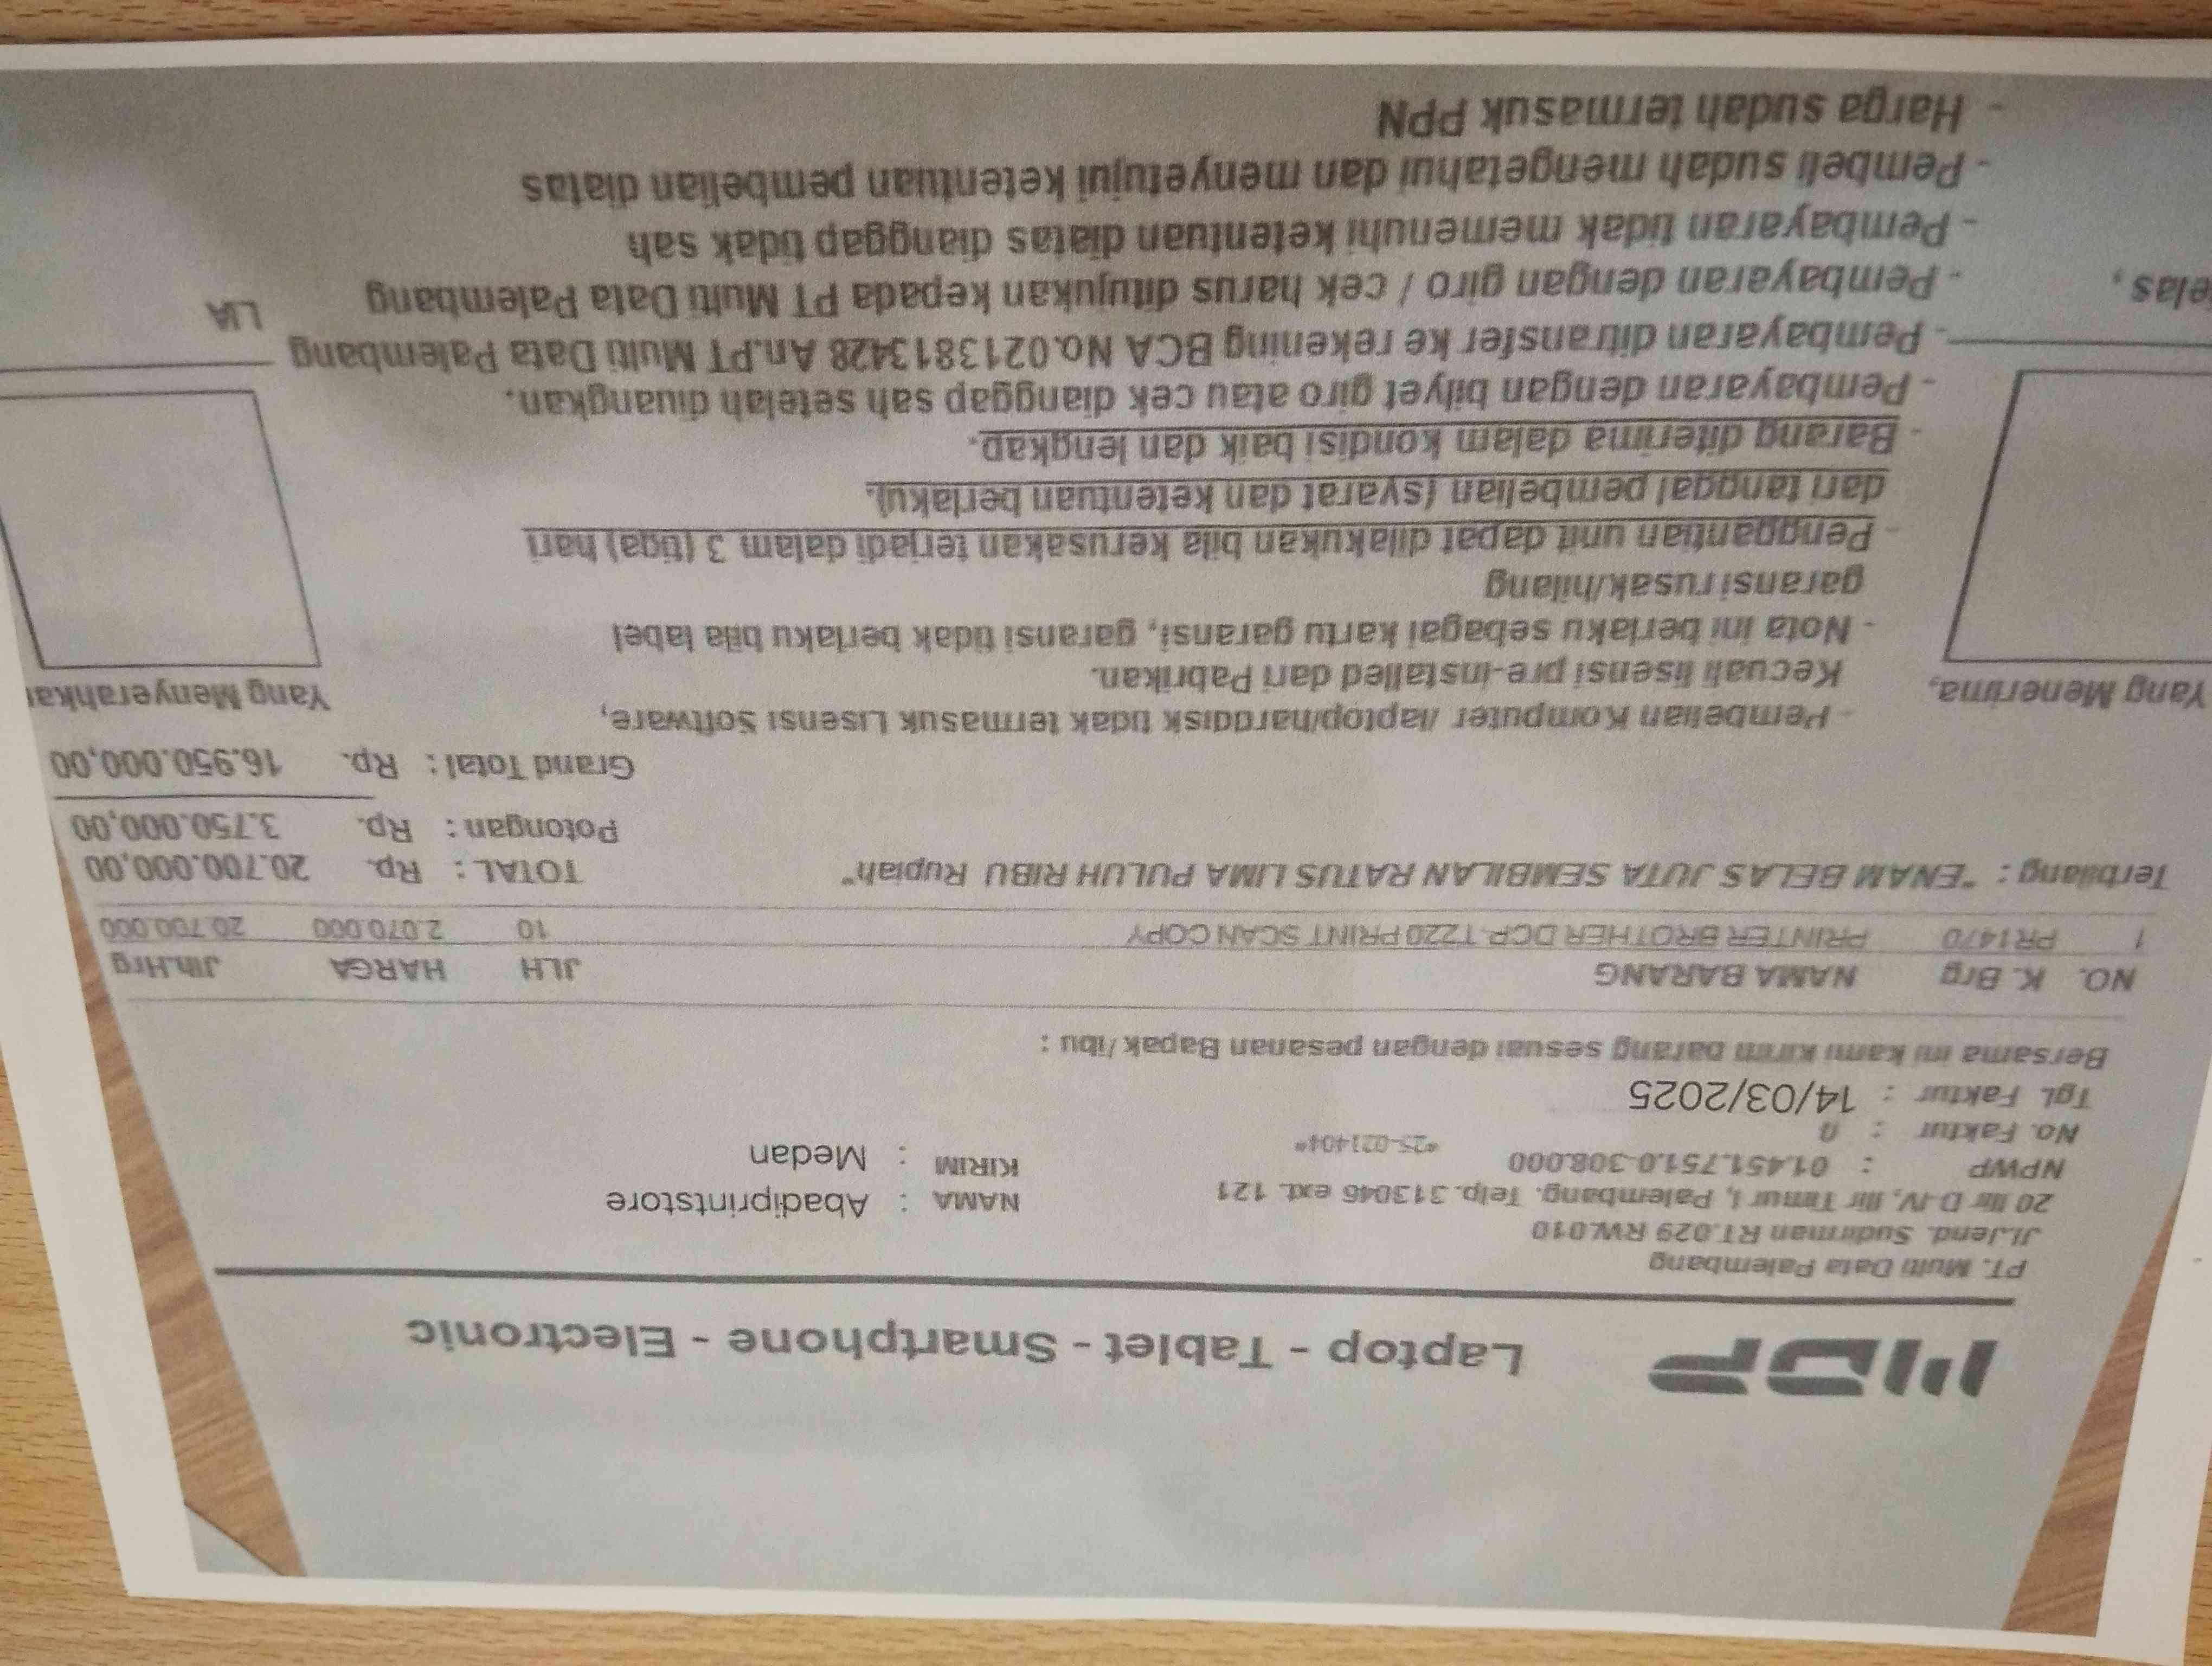 MDP Laptop - Tablet - Smartphone - Electronic
PT. Multi Data Palembang
Jl.Jend. Sudirman RT.029 RW.010
20 Ilir D-IV, Ilir Timur I, Palembang. Telp. 313046 ext. 121
NAMA : Abadiprintstore
NPWP : 01.451.751.0-308.000
KIRIM : Medan
No. Faktur :
*25-021404*
Tgl. Faktur : 14/03/2025
Bersama ini kami kirim barang sesuai dengan pesanan Bapak /ibu :
NO. K. Brg NAMA BARANG JLH HARGA Jlh.Hrg
1 PR1470 PRINTER BROTHER DCP-T220 PRINT SCAN COPY 10 2.070.000 20.700.000
Terbilang : "ENAM BELAS JUTA SEMBILAN RATUS LIMA PULUH RIBU Rupiah"
TOTAL : Rp. 20.700.000,00
Potongan : Rp. 3.750.000,00
Grand Total : Rp. 16.950.000,00
Yang Menerima,
- Pembelian Komputer /laptop/harddisk tidak termasuk Lisensi Software,
Kecuali lisensi pre-installed dari Pabrikan.
Yang Menyerahka
- Nota ini berlaku sebagai kartu garansi, garansi tidak berlaku bila label
garansi rusak/hilang
- Penggantian unit dapat dilakukan bila kerusakan terjadi dalam 3 (tiga) hari
dari tanggal pembelian (syarat dan ketentuan berlaku).
- Barang diterima dalam kondisi baik dan lengkap.
- Pembayaran dengan bilyet giro atau cek dianggap sah setelah diuangkan.
- Pembayaran ditransfer ke rekening BCA No.0213813428 An.PT Multi Data Palembang
- Pembayaran dengan giro / cek harus ditujukan kepada PT Multi Data Palembang
elas ,
LIA
- Pembayaran tidak memenuhi ketentuan diatas dianggap tidak sah
- Pembeli sudah mengetahui dan menyetujui ketentuan pembelian diatas
- Harga sudah termasuk PPN